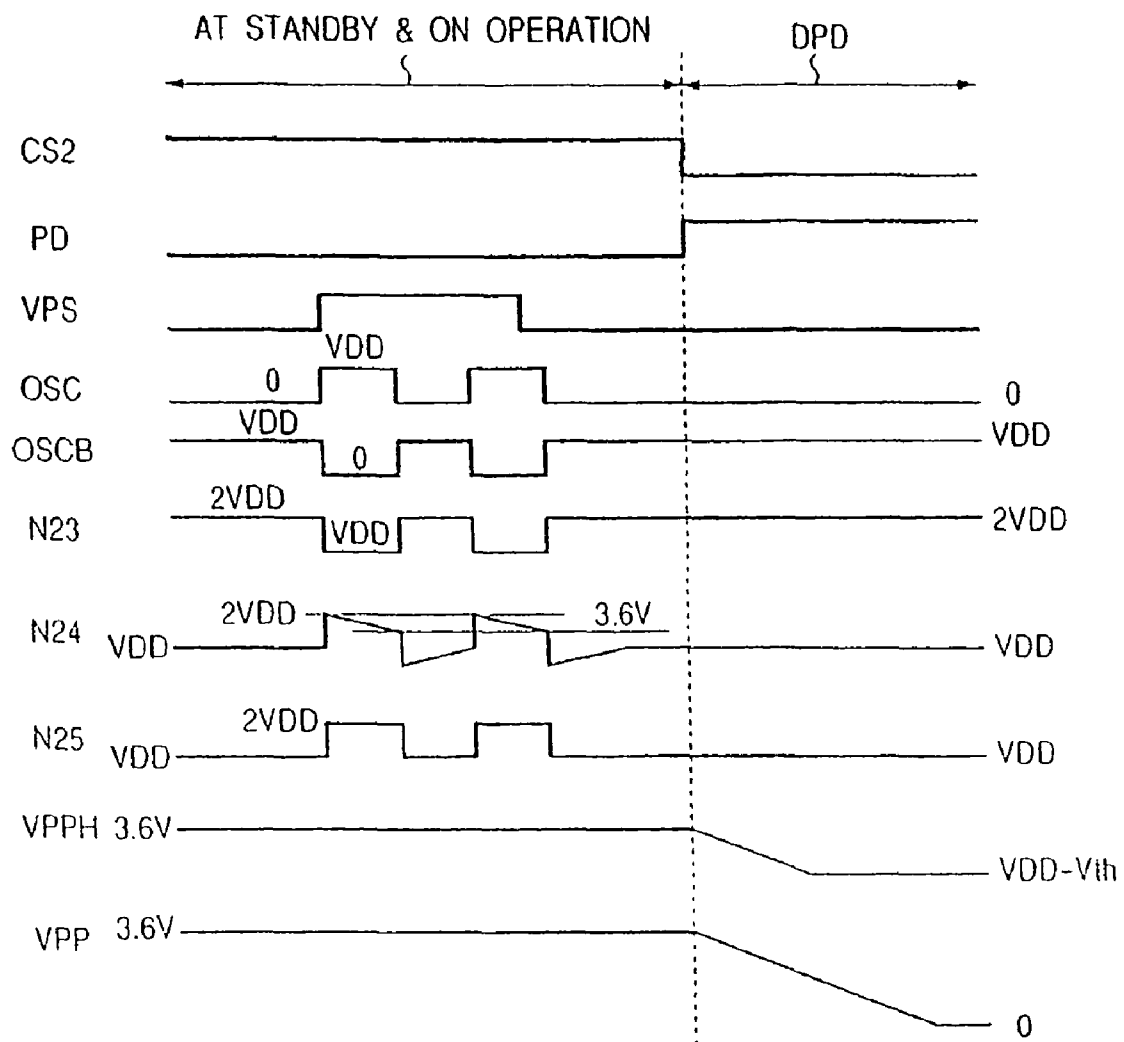 AT STANDBY & ON OPERATION
DPD
CS2
PD
VPS
VDD
OSC
0
0
VDD
VDD
OSCB
0
2VDD
N23
VDD
2VDD
2VDD
3.6V
N24
VDD
VDD
2VDD
N25
VDD
VDD
VPPH
3.6V
VDD-Vth
VPP
3.6V
0